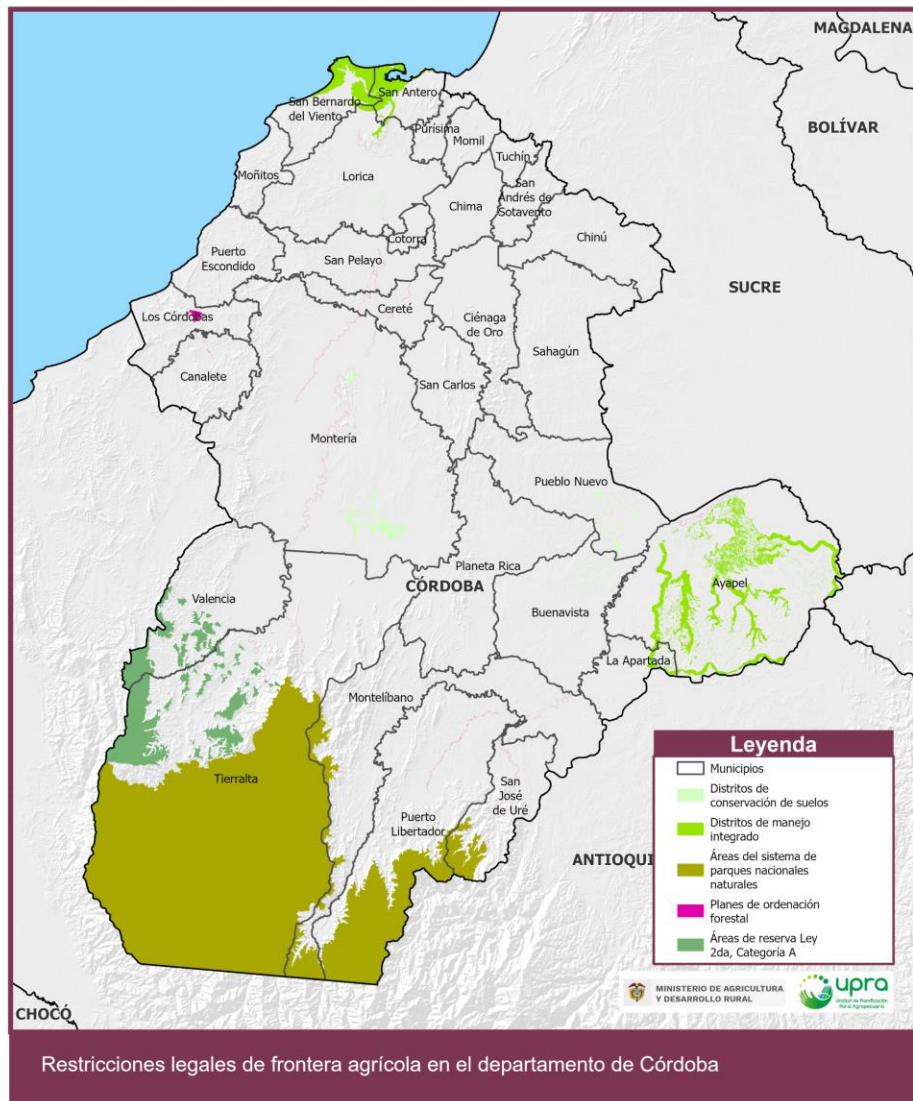 MAGDALENA
BOLÍVAR
San Antero
San Bernardo
del Viento
Purísima
Momil
Tuchín
San
Andrés de
Sotavento
Moñitos
Lorica
Chima
Chinú
Cotorra
Puerto
Escondido
San Pelayo
SUCRE
Los Córdobas
Cereté
Ciénaga
de Oro
Sahagún
Canalete
San Carlos
Montería
Pueblo Nuevo
Planeta Rica
Ayapel
CÓRDOBA
Valencia
Buenavista
La Apartada
Montelíbano
Tierralta
San
José
de Uré
Puerto
Libertador
ANTIOQUI
CHOCÓ
Leyenda
Municipios
Distritos de
conservación de suelos
Distritos de manejo
integrado
Áreas del sistema de
parques nacionales
naturales
Planes de ordenación
forestal
Áreas de reserva Ley
2da, Categoría A
MINISTERIO DE AGRICULTURA
Y DESARROLLO RURAL
upra
Unidad de Planificación
Rural Agropecuaria
Restricciones legales de frontera agrícola en el departamento de Córdoba